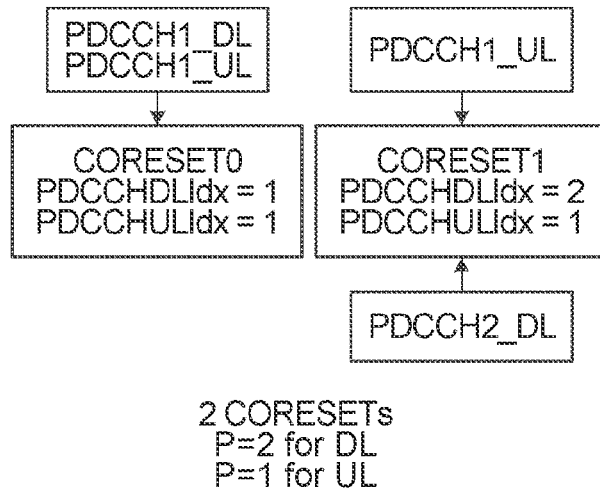 PDCCH1_DL
PDCCH1_UL
PDCCH1_UL
CORESET0
PDCCHDLIdx = 1
PDCCHULIdx = 1
CORESET1
PDCCHDLIdx = 2
PDCCHULIdx = 1
PDCCH2_DL
2 CORESETs
P=2 for DL
P=1 for UL